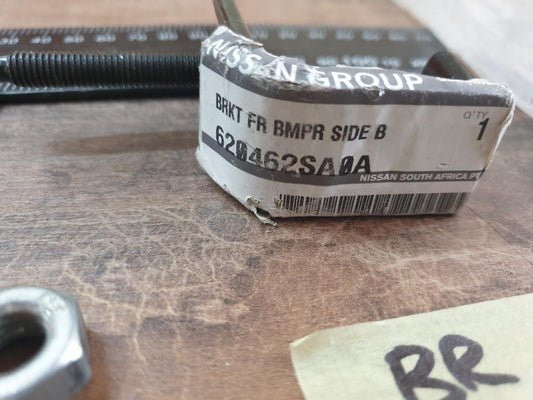 NISSAN GROUP
BRKT FR BMPR SIDE B
Q'TY
1
620462SA0A
NISSAN SOUTH AFRICA PT
BR